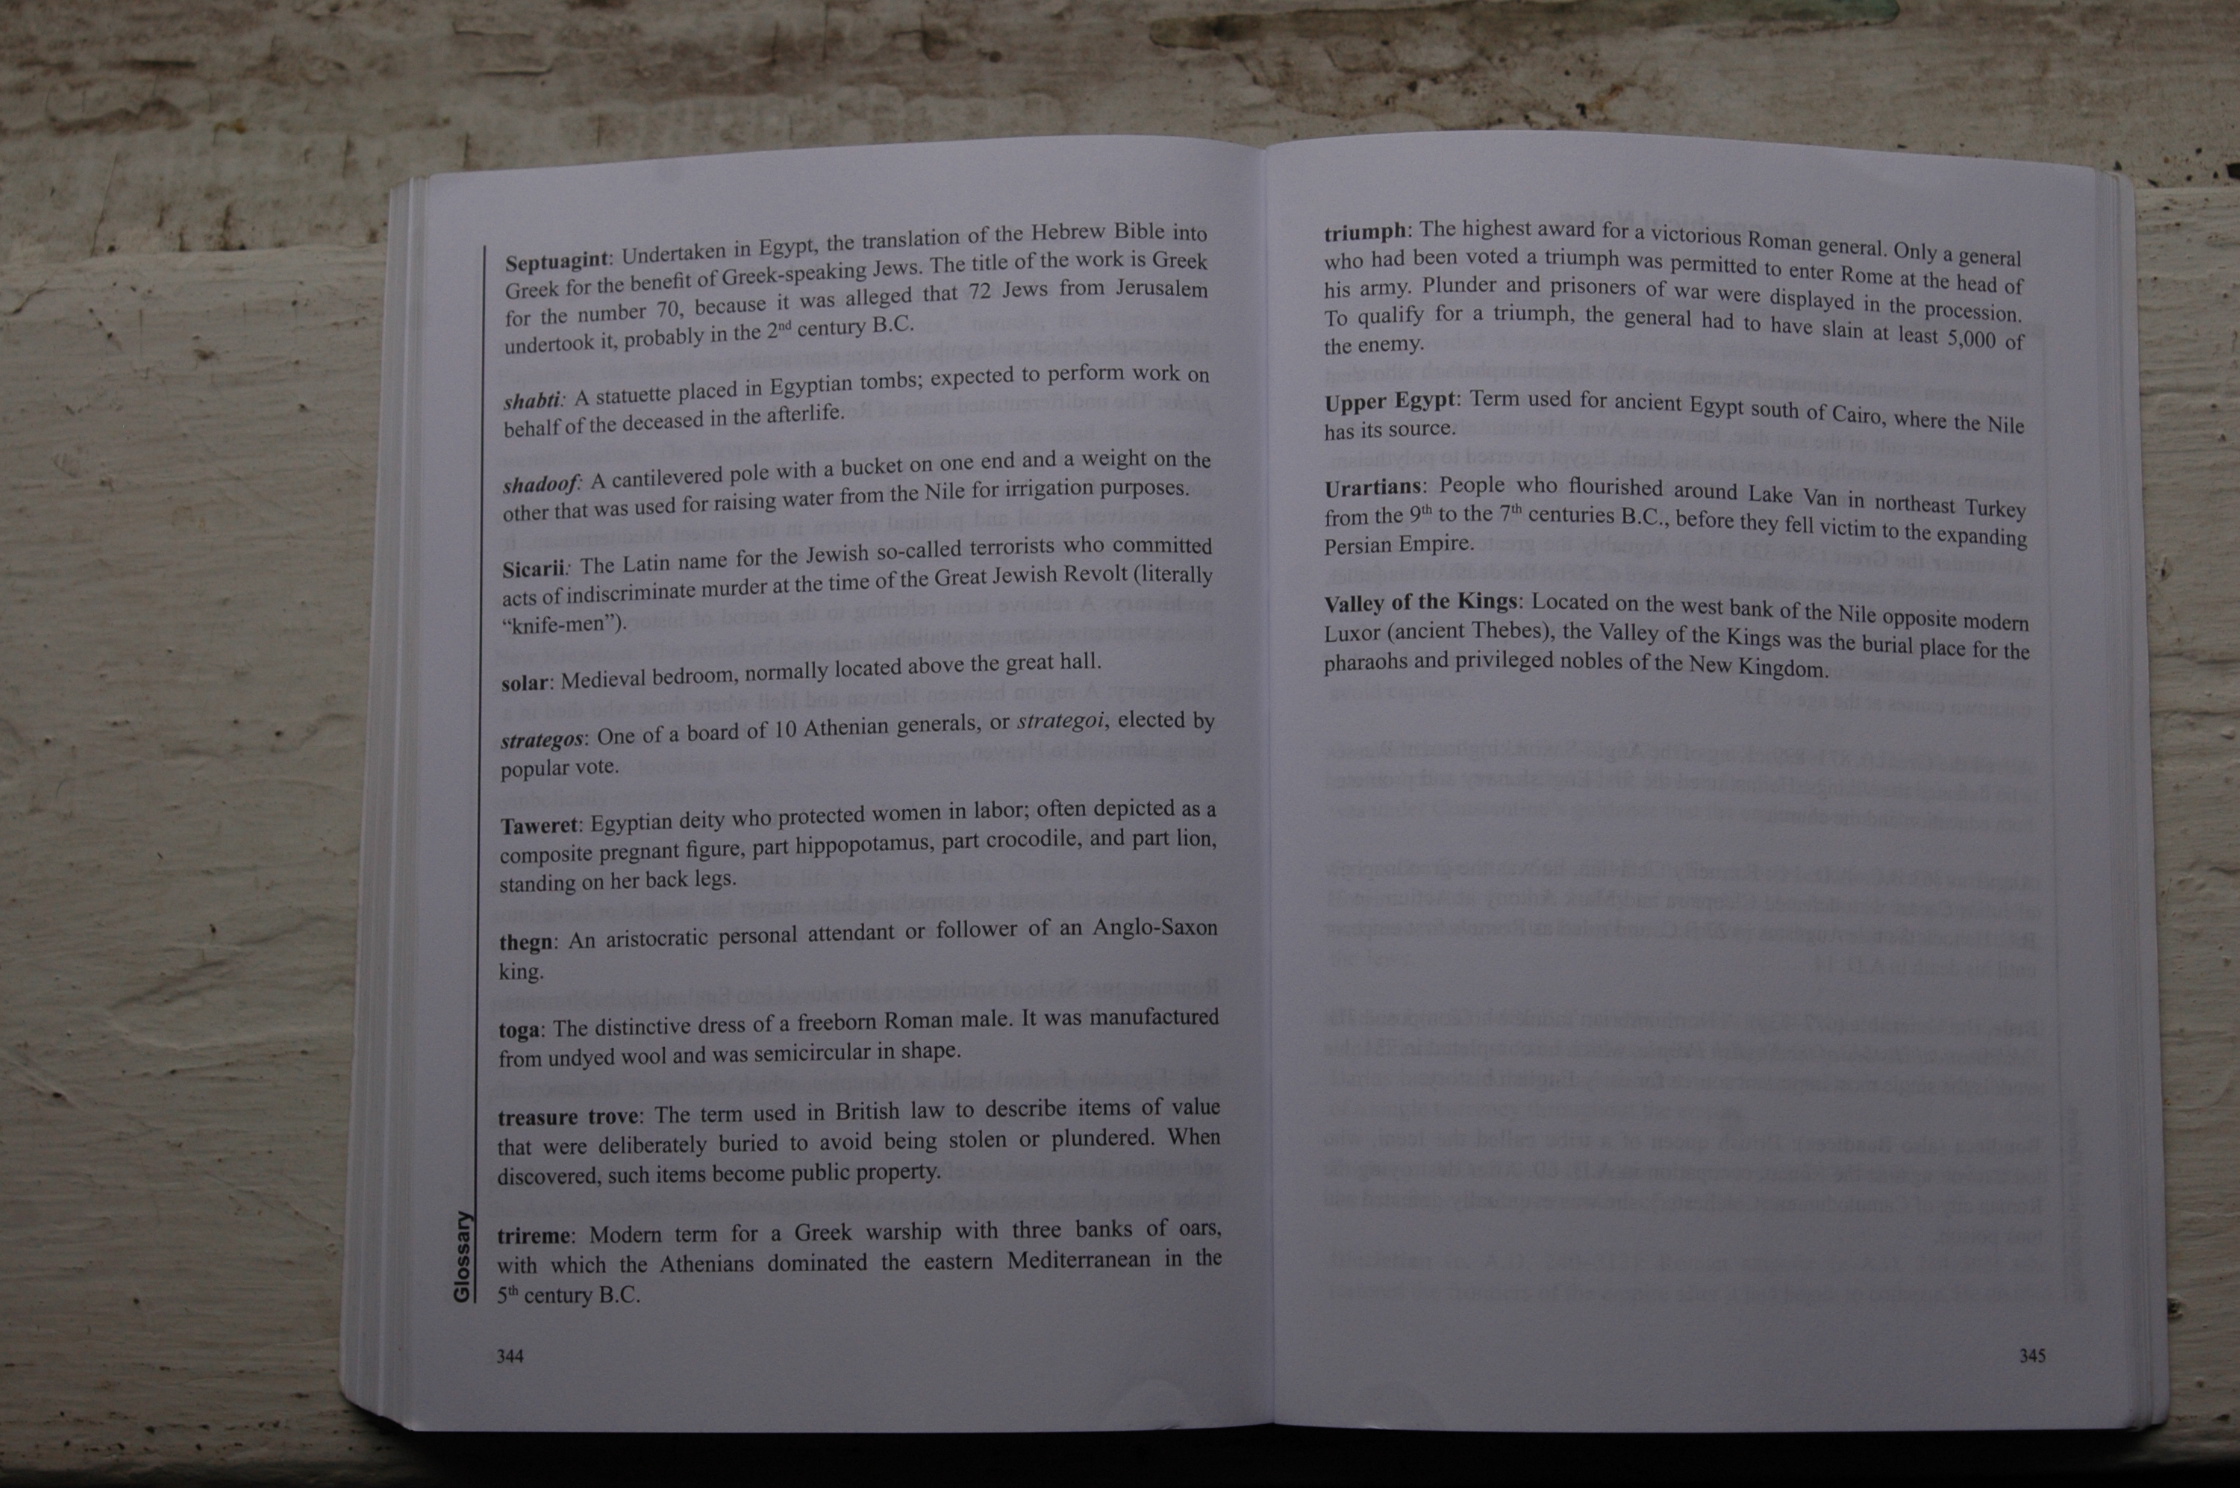 Septuagint: Undertaken in Egypt, the translation of the Hebrew Bible into
Greek for the benefit of Greek-speaking Jews. The title of the work is Greek
for the number 70, because it was alleged that 72 Jews from Jerusalem
undertook it, probably in the 2nd century B.C.
shabti: A statuette placed in Egyptian tombs; expected to perform work on
behalf of the deceased in the afterlife.
shadoof: A cantilevered pole with a bucket on one end and a weight on the
other that was used for raising water from the Nile for irrigation purposes.
Sicarii: The Latin name for the Jewish so-called terrorists who committed
acts of indiscriminate murder at the time of the Great Jewish Revolt (literally
“knife-men”).
solar: Medieval bedroom, normally located above the great hall.
strategos: One of a board of 10 Athenian generals, or strategoi, elected by
popular vote.
Taweret: Egyptian deity who protected women in labor; often depicted as a
composite pregnant figure, part hippopotamus, part crocodile, and part lion,
standing on her back legs.
thegn: An aristocratic personal attendant or follower of an Anglo-Saxon
king.
toga: The distinctive dress of a freeborn Roman male. It was manufactured
from undyed wool and was semicircular in shape.
treasure trove: The term used in British law to describe items of value
that were deliberately buried to avoid being stolen or plundered. When
discovered, such items become public property.
trireme: Modern term for a Greek warship with three banks of oars,
with which the Athenians dominated the eastern Mediterranean in the
5th century B.C.
Glossary
344
triumph: The highest award for a victorious Roman general. Only a general
who had been voted a triumph was permitted to enter Rome at the head of
his army. Plunder and prisoners of war were displayed in the procession.
To qualify for a triumph, the general had to have slain at least 5,000 of
the enemy.
Upper Egypt: Term used for ancient Egypt south of Cairo, where the Nile
has its source.
Urartians: People who flourished around Lake Van in northeast Turkey
from the 9th to the 7th centuries B.C., before they fell victim to the expanding
Persian Empire.
Valley of the Kings: Located on the west bank of the Nile opposite modern
Luxor (ancient Thebes), the Valley of the Kings was the burial place for the
pharaohs and privileged nobles of the New Kingdom.
345